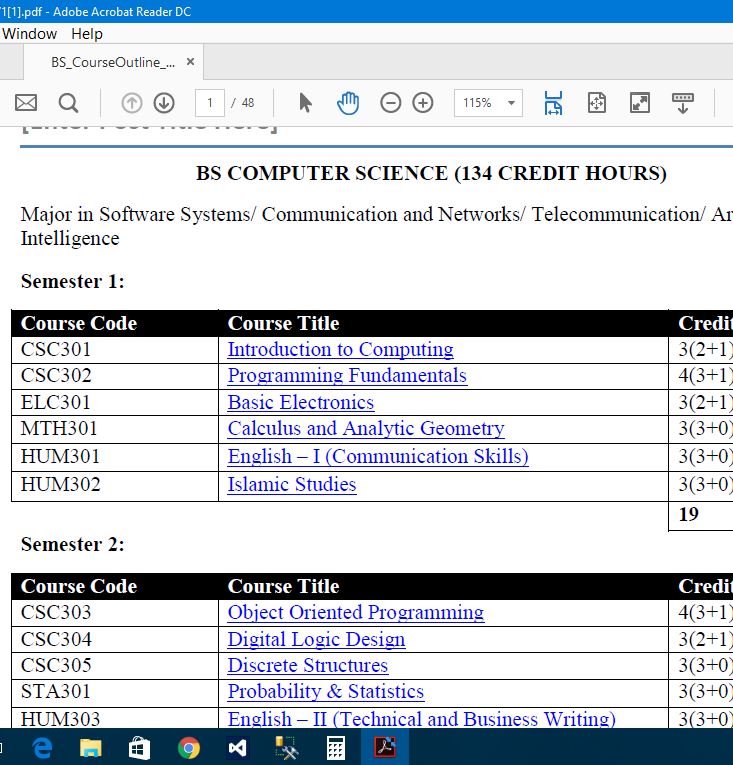 1[1].pdf - Adobe Acrobat Reader DC
Window Help
BS_CourseOutline_... ×
1 / 48 115%
[Enter Post Title Here]
BS COMPUTER SCIENCE (134 CREDIT HOURS)
Major in Software Systems/ Communication and Networks/ Telecommunication/ Ar
Intelligence
Semester 1:
Course Code Course Title Credit
CSC301 Introduction to Computing 3(2+1)
CSC302 Programming Fundamentals 4(3+1)
ELC301 Basic Electronics 3(2+1)
MTH301 Calculus and Analytic Geometry 3(3+0)
HUM301 English – I (Communication Skills) 3(3+0)
HUM302 Islamic Studies 3(3+0)
19
Semester 2:
Course Code Course Title Credit
CSC303 Object Oriented Programming 4(3+1)
CSC304 Digital Logic Design 3(2+1)
CSC305 Discrete Structures 3(3+0)
STA301 Probability & Statistics 3(3+0)
HUM303 English – II (Technical and Business Writing) 3(3+0)